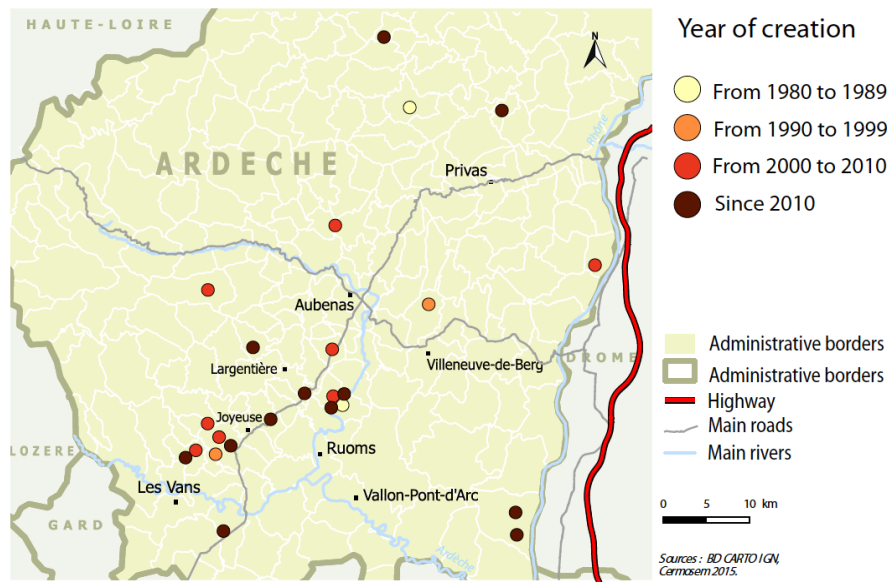 HAUTE-LOIRE
Year of creation
N
From 1980 to 1989
From 1990 to 1999
Rhône
ARDECHE
Privas
From 2000 to 2010
Since 2010
Aubenas
Administrative borders
Villeneuve-de-Berg
DROME
Largentière
Administrative borders
Highway
Joyeuse
Main roads
LOZERE
Ruoms
Main rivers
Les Vans
Vallon-Pont-d'Arc
0 5 10 km
GARD
Ardèche
Sources : BD CARTO IGN,
Cermosem 2015.